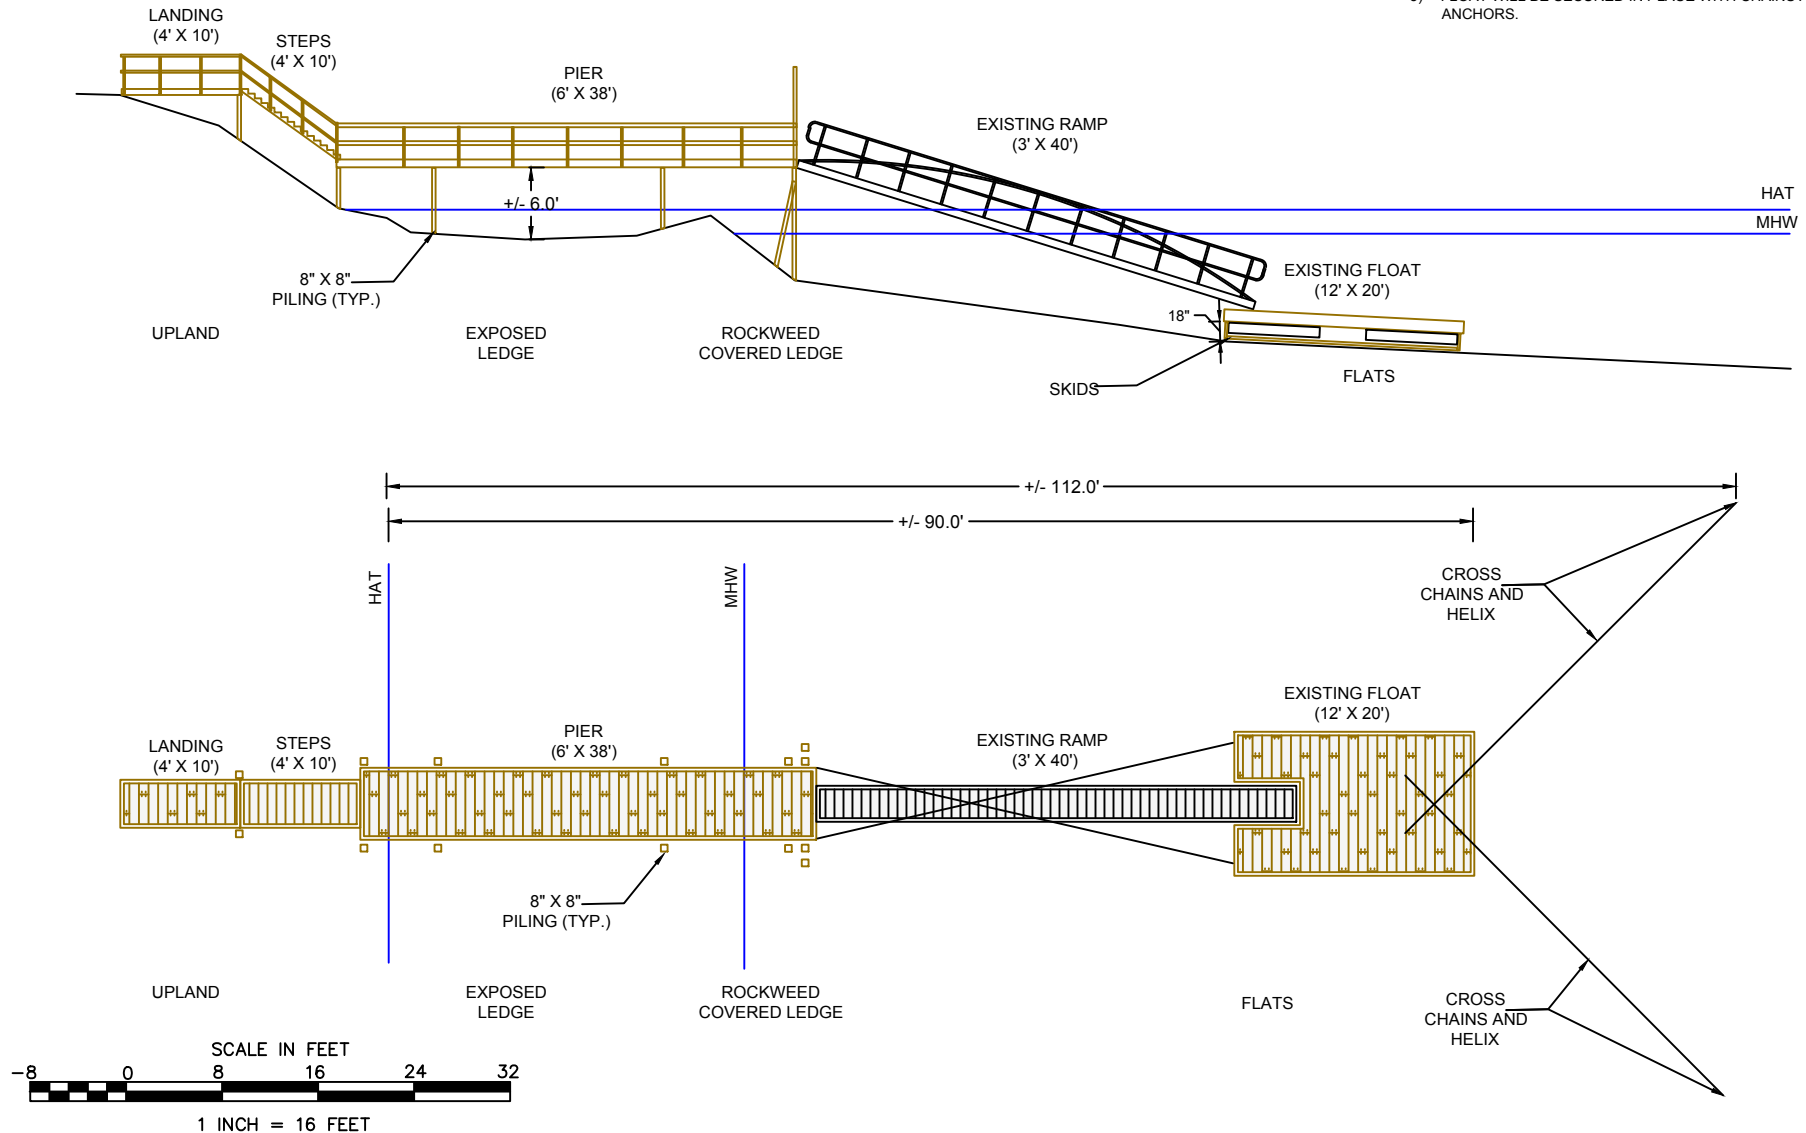 ANCHORS.
LANDING
(4' X 10')
STEPS
(4' X 10')
PIER
(6' X 38')
EXISTING RAMP
(3' X 40')
HAT
MHW
+/- 6.0'
EXISTING FLOAT
(12' X 20')
8" X 8"
PILING (TYP.)
18"
UPLAND
EXPOSED
LEDGE
ROCKWEED
COVERED LEDGE
SKIDS
FLATS
+/- 112.0'
+/- 90.0'
HAT
MHW
CROSS
CHAINS AND
HELIX
LANDING
(4' X 10')
STEPS
(4' X 10')
PIER
(6' X 38')
EXISTING RAMP
(3' X 40')
EXISTING FLOAT
(12' X 20')
8" X 8"
PILING (TYP.)
UPLAND
EXPOSED
LEDGE
ROCKWEED
COVERED LEDGE
FLATS
CROSS
CHAINS AND
HELIX
SCALE IN FEET
-8 0 8 16 24 32
1 INCH = 16 FEET